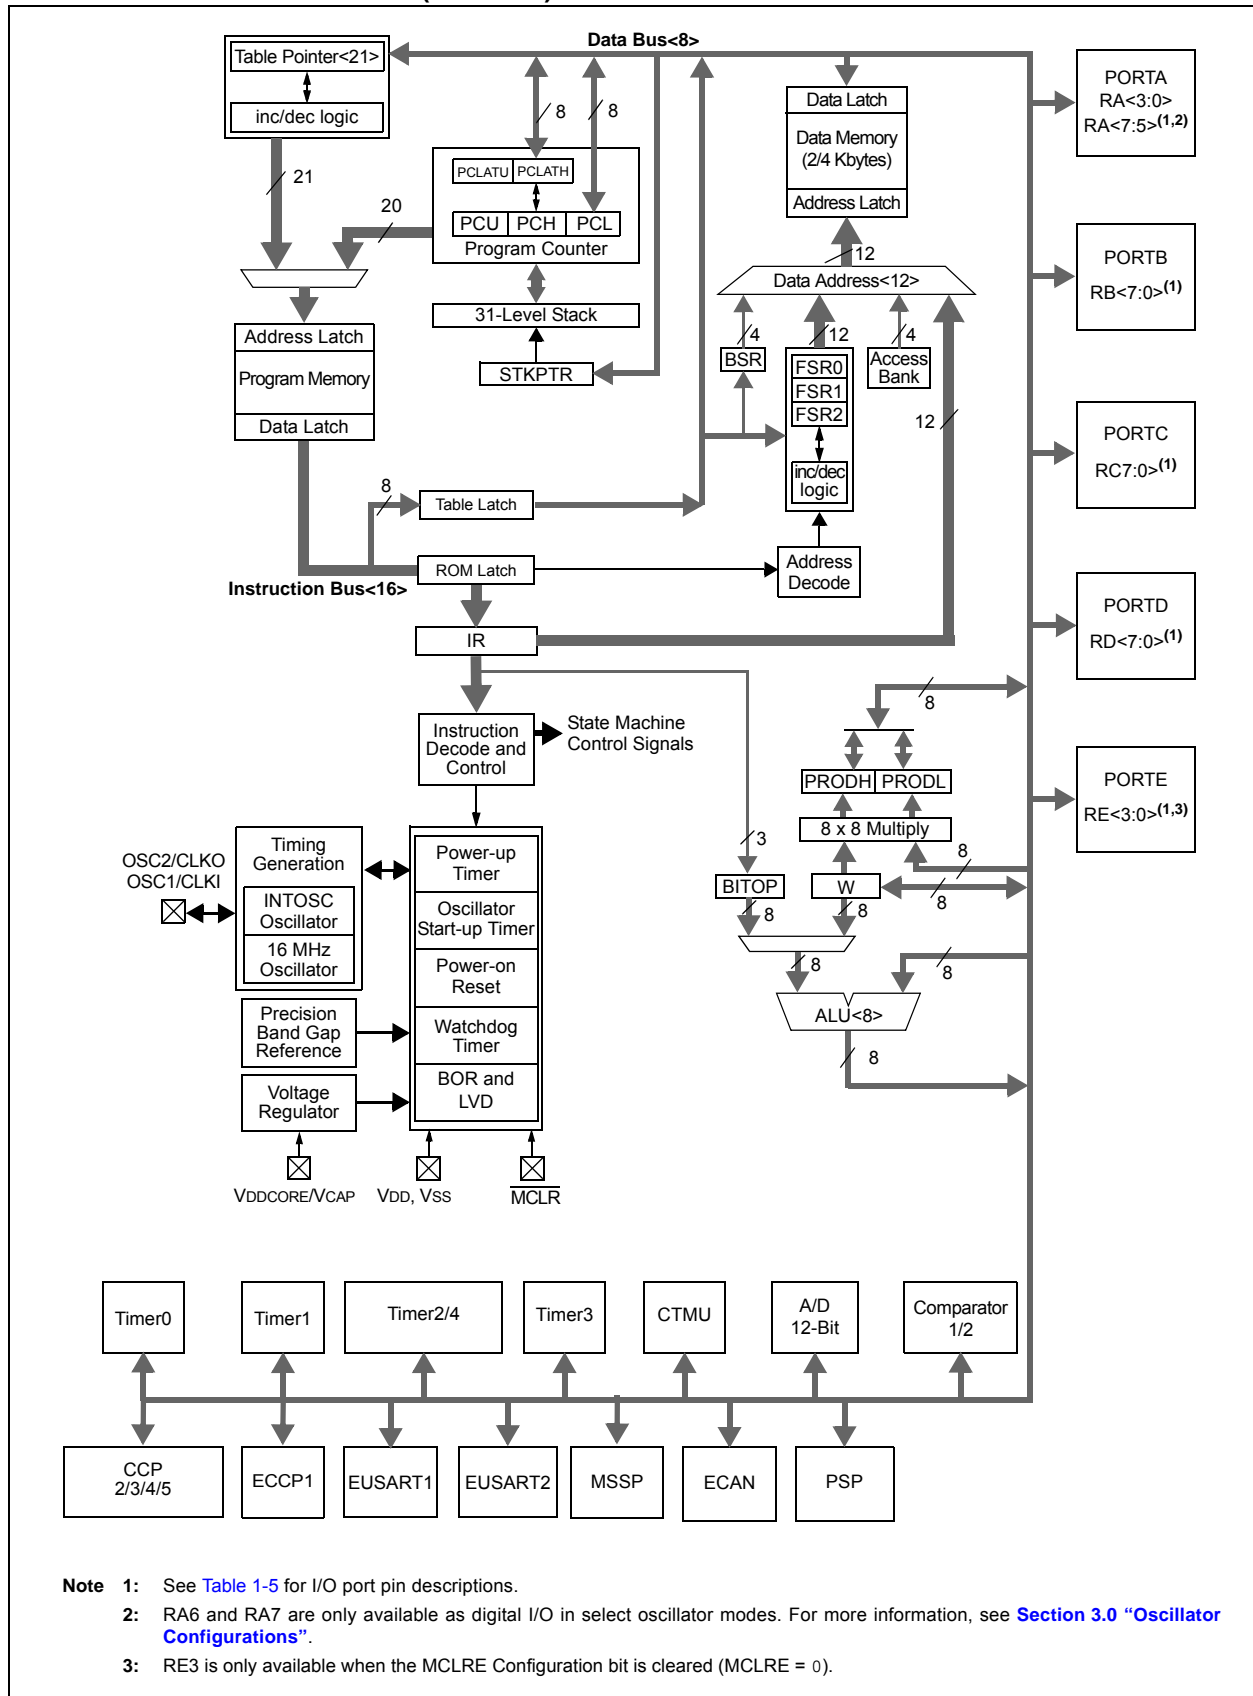 Data Bus<8>
Table Pointer<21>
inc/dec logic
21
20
8
8
PCLATU PCLATH
PCU PCH PCL
Program Counter
31-Level Stack
STKPTR
Address Latch
Program Memory
Data Latch
8
Table Latch
ROM Latch
Instruction Bus<16>
IR
Data Latch
Data Memory
(2/4 Kbytes)
Address Latch
12
Data Address<12>
4
12
4
BSR
FSR0
FSR1
FSR2
inc/dec
logic
Access
Bank
12
Address
Decode
PORTA
RA<3:0>
RA<7:5>(1,2)
PORTB
RB<7:0>(1)
PORTC
RC7:0>(1)
PORTD
RD<7:0>(1)
PORTE
RE<3:0>(1,3)
Instruction
Decode and
Control
State Machine
Control Signals
8
PRODH PRODL
8 x 8 Multiply
3
8
BITOP
W
8
8
8
8
8
ALU<8>
8
OSC2/CLKO
OSC1/CLKI
Timing
Generation
INTOSC
Oscillator
16 MHz
Oscillator
Precision
Band Gap
Reference
Voltage
Regulator
Power-up
Timer
Oscillator
Start-up Timer
Power-on
Reset
Watchdog
Timer
BOR and
LVD
VDDCORE/VCAP
VDD, VSS
MCLR
Timer0
Timer1
Timer2/4
Timer3
CTMU
A/D
12-Bit
Comparator
1/2
CCP
2/3/4/5
ECCP1
EUSART1
EUSART2
MSSP
ECAN
PSP
Note 1: See Table 1-5 for I/O port pin descriptions.
2: RA6 and RA7 are only available as digital I/O in select oscillator modes. For more information, see Section 3.0 “Oscillator
Configurations”.
3: RE3 is only available when the MCLRE Configuration bit is cleared (MCLRE = 0).